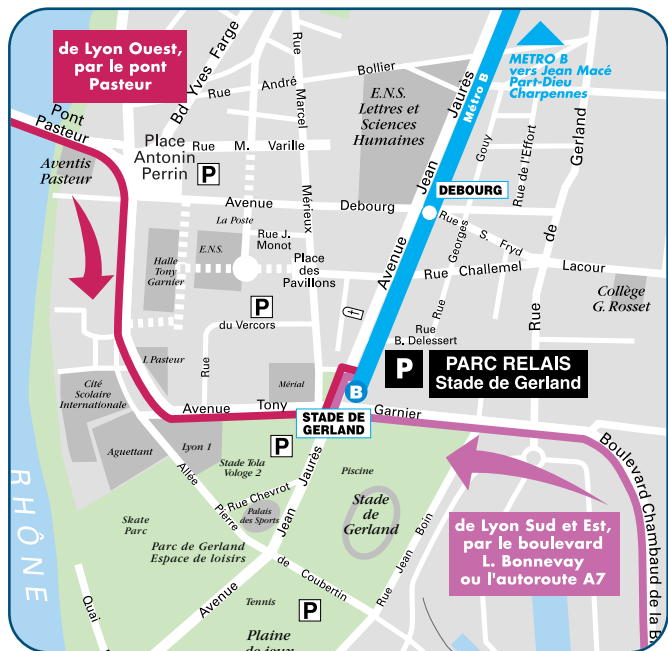 de Lyon Ouest,
par le pont
Pasteur
Bd Yves Farge
Rue
Marcel
Mérieux
Rue André Bollier
E.N.S.
Lettres et
Sciences
Humaines
Jaurès
Métro B
METRO B
vers Jean Macé
Part-Dieu
Charpennes
Gerland
Pont
Pasteur
Aventis
Pasteur
Place
Antonin
Perrin
P
Rue M. Varille
Gouy
Rue de l'Effort
Jean
DEBOURG
Avenue Debourg
La Poste
Rue J.
Monot
E.N.S.
Halle
Tony
Garnier
Place
des
Pavillons
Avenue
Georges
Rue S. Fryd
de
Rue Challemel Lacour
Collège
G. Rosset
P
du Vercors
Rue
Rue
Rue
B. Delessert
Rue
I. Pasteur
Mérial
P
PARC RELAIS
Stade de Gerland
B
Cité
Scolaire
Internationale
Avenue Tony Garnier
STADE DE
GERLAND
Aguettant
Lyon 1
P
Stade Tola
Vologe 2
Jaurès
Piscine
Boulevard Chambaud de la B
Allée
Pierre
de
Coubertin
Rue Chevrot
Palais
des Sports
Jean
Stade
de
Gerland
Rue Jean Boin
de Lyon Sud et Est,
par le boulevard
L. Bonnevay
ou l'autoroute A7
RHÔNE
Skate
Parc
Parc de Gerland
Espace de loisirs
Avenue
Tennis
P
Quai
Plaine
de jeux